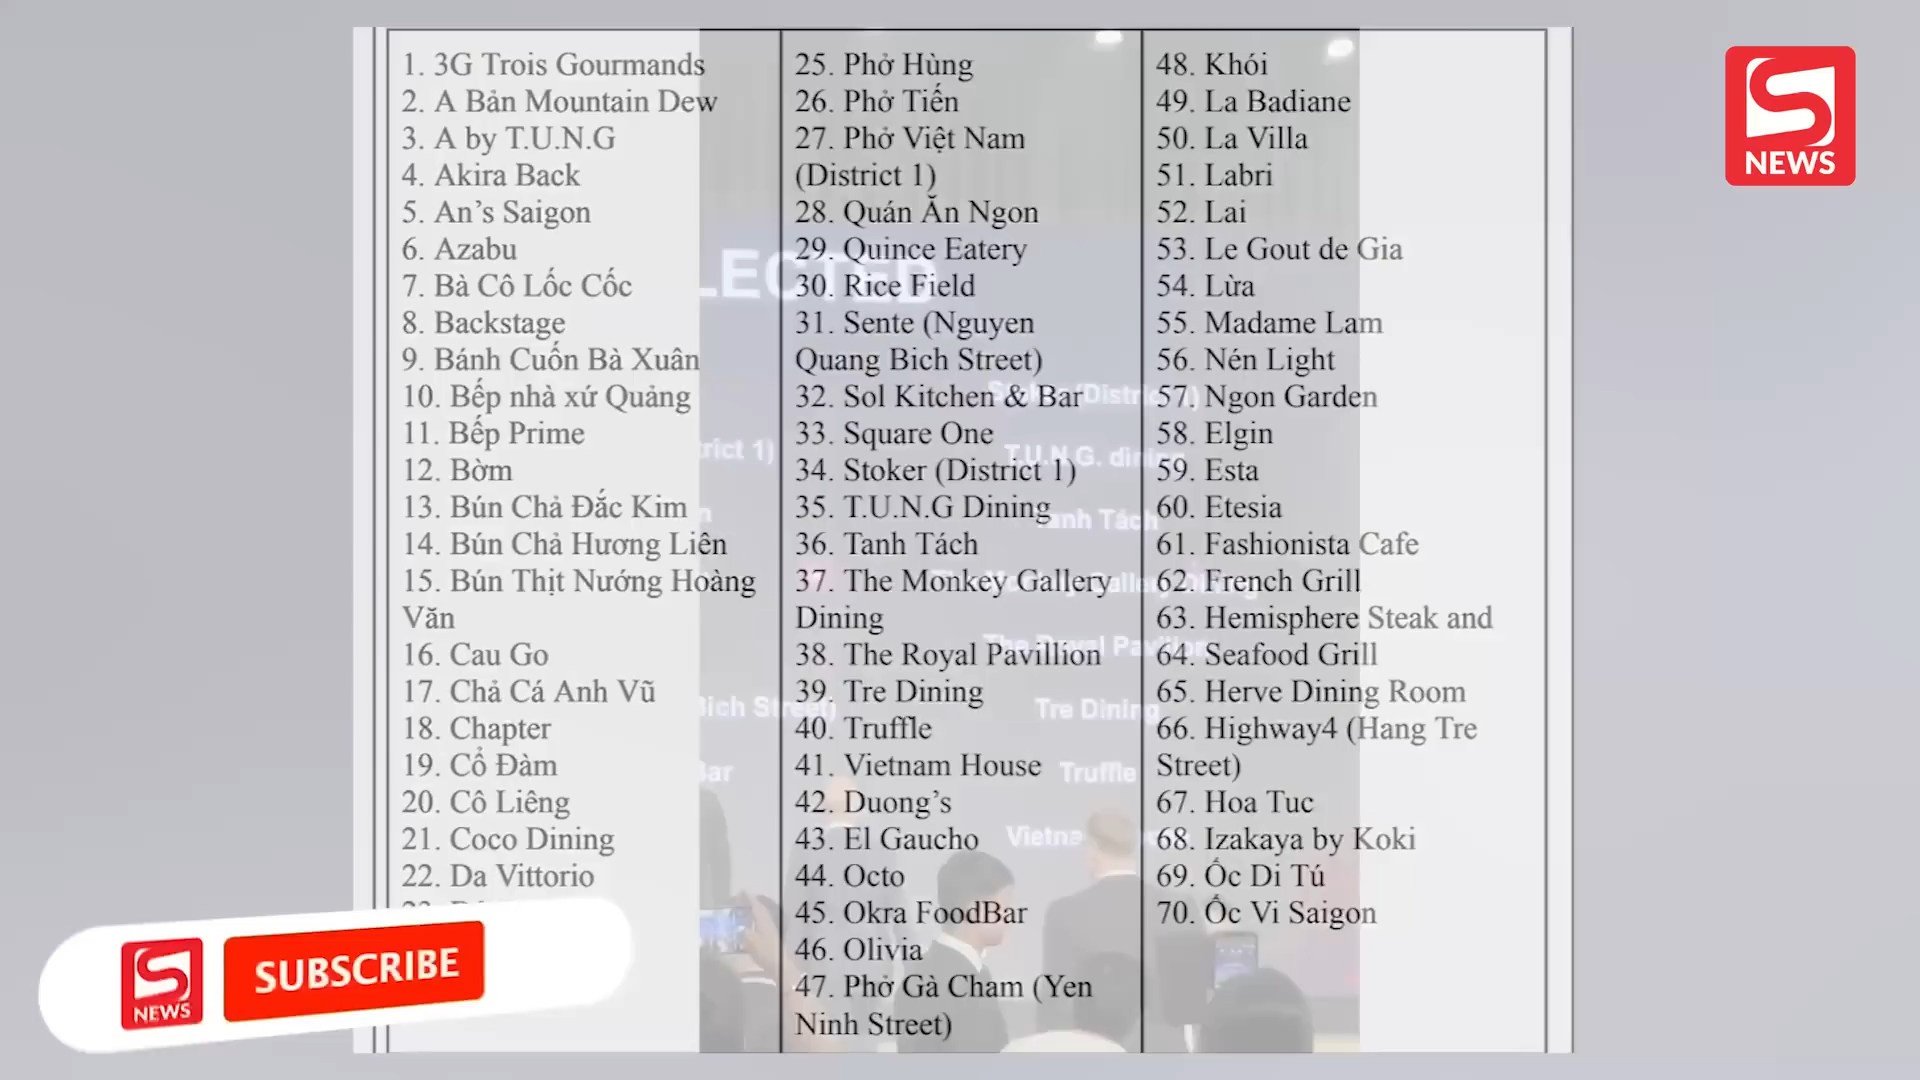 1. 3G Trois Gourmands
2. A Bản Mountain Dew
3. A by T.U.N.G
4. Akira Back
5. An’s Saigon
6. Azabu
7. Bà Cô Lốc Cốc
8. Backstage
9. Bánh Cuốn Bà Xuân
10. Bếp nhà xứ Quảng
11. Bếp Prime
12. Bờm
13. Bún Chả Đắc Kim
14. Bún Chả Hương Liên
15. Bún Thịt Nướng Hoàng
Văn
16. Cau Go
17. Chả Cá Anh Vũ
18. Chapter
19. Cổ Đàm
20. Cô Liêng
21. Coco Dining
22. Da Vittorio
25. Phở Hùng
26. Phở Tiến
27. Phở Việt Nam
(District 1)
28. Quán Ăn Ngon
29. Quince Eatery
30. Rice Field
31. Sente (Nguyen
Quang Bich Street)
32. Sol Kitchen & Bar
33. Square One
34. Stoker (District 1)
35. T.U.N.G Dining
36. Tanh Tách
37. The Monkey Gallery
Dining
38. The Royal Pavillion
39. Tre Dining
40. Truffle
41. Vietnam House
42. Duong’s
43. El Gaucho
44. Octo
45. Okra FoodBar
46. Olivia
47. Phở Gà Cham (Yen
Ninh Street)
48. Khói
49. La Badiane
50. La Villa
51. Labri
52. Lai
53. Le Gout de Gia
54. Lửa
55. Madame Lam
56. Nén Light
57. Ngon Garden
58. Elgin
59. Esta
60. Etesia
61. Fashionista Cafe
62. French Grill
63. Hemisphere Steak and
64. Seafood Grill
65. Herve Dining Room
66. Highway4 (Hang Tre
Street)
67. Hoa Tuc
68. Izakaya by Koki
69. Ốc Di Tú
70. Ốc Vi Saigon
S
NEWS
S
NEWS
SUBSCRIBE
Tre Dining
Truffle